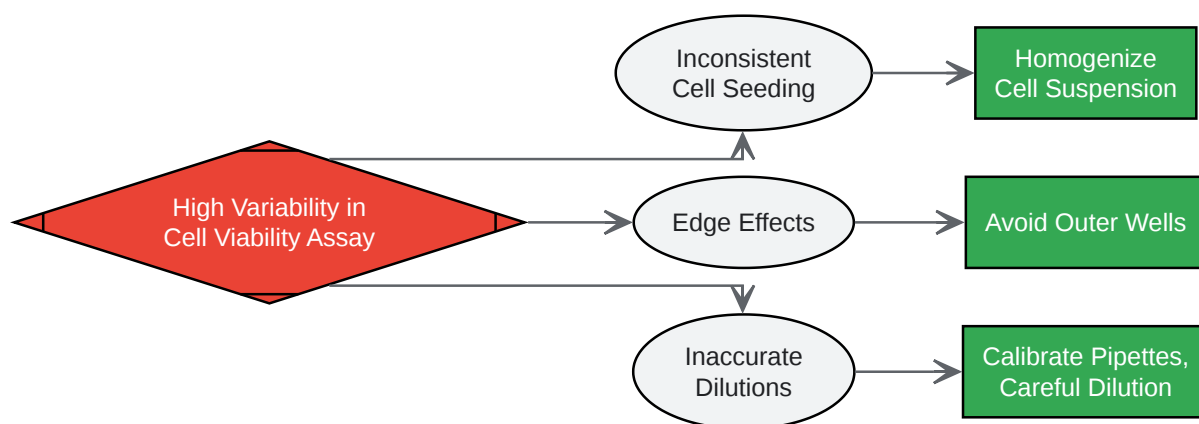 Inconsistent
Cell Seeding
Homogenize
Cell Suspension
High Variability in
Cell Viability Assay
Edge Effects
Avoid Outer Wells
Inaccurate
Dilutions
Calibrate Pipettes,
Careful Dilution